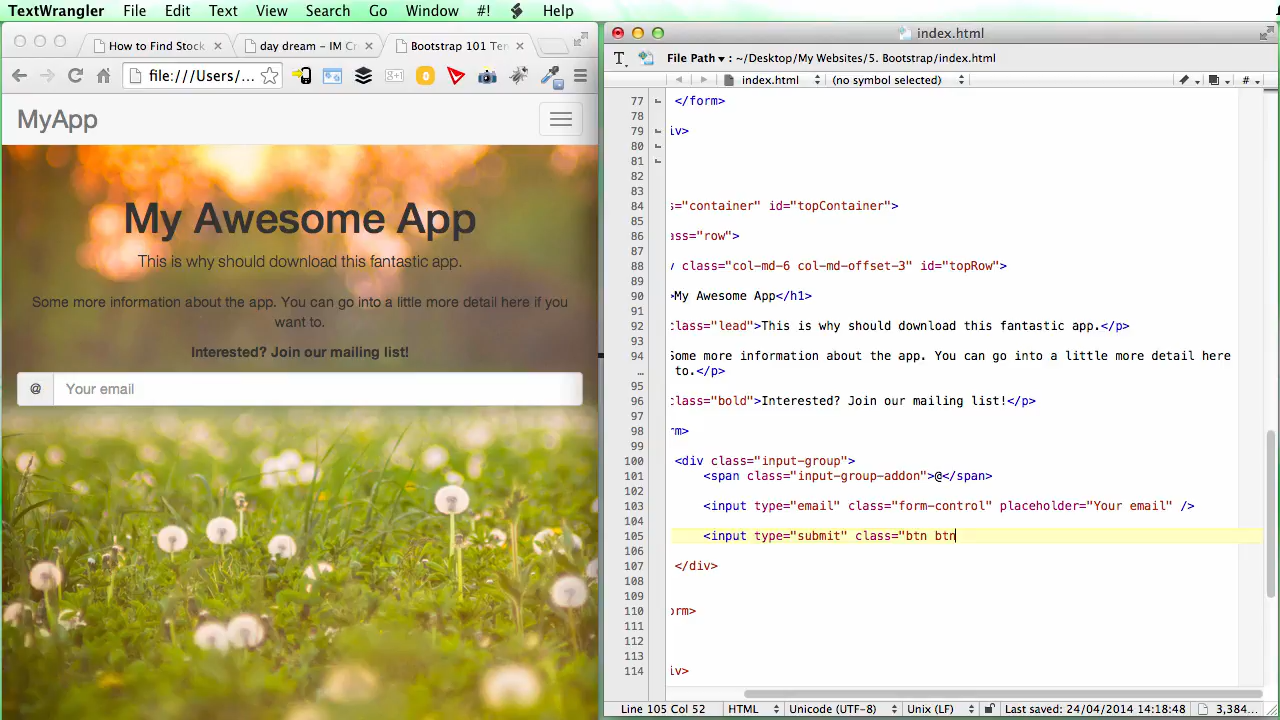 TextWrangler File Edit Text View Search Go Window #! Help
How to Find Stock × day dream! – IM Cr × Bootstrap 101 Tem ×
file:///Users/...
MyApp
My Awesome App
This is why should download this fantastic app.
Some more information about the app. You can go into a little more detail here if you
want to.
Interested? Join our mailing list!
@ Your email
index.html
File Path ▾ : ~/Desktop/My Websites/5. Bootstrap/index.html
index.html (no symbol selected) #
77 </form>
78
79 iv>
80
81
82
83
84 s="container" id="topContainer">
85
86 ass="row">
87
88 v class="col-md-6 col-md-offset-3" id="topRow">
89
90 >My Awesome App</h1>
91
92 class="lead">This is why should download this fantastic app.</p>
93
94 Some more information about the app. You can go into a little more detail here
… to.</p>
95
96 class="bold">Interested? Join our mailing list!</p>
97
98 rm>
99
100 <div class="input-group">
101 <span class="input-group-addon">@</span>
102
103 <input type="email" class="form-control" placeholder="Your email" />
104
105 <input type="submit" class="btn btn
106
107 </div>
108
109
110 orm>
111
112
113
114 iv>
Line 105 Col 52 HTML Unicode (UTF-8) Unix (LF) Last saved: 24/04/2014 14:18:48 3,384...